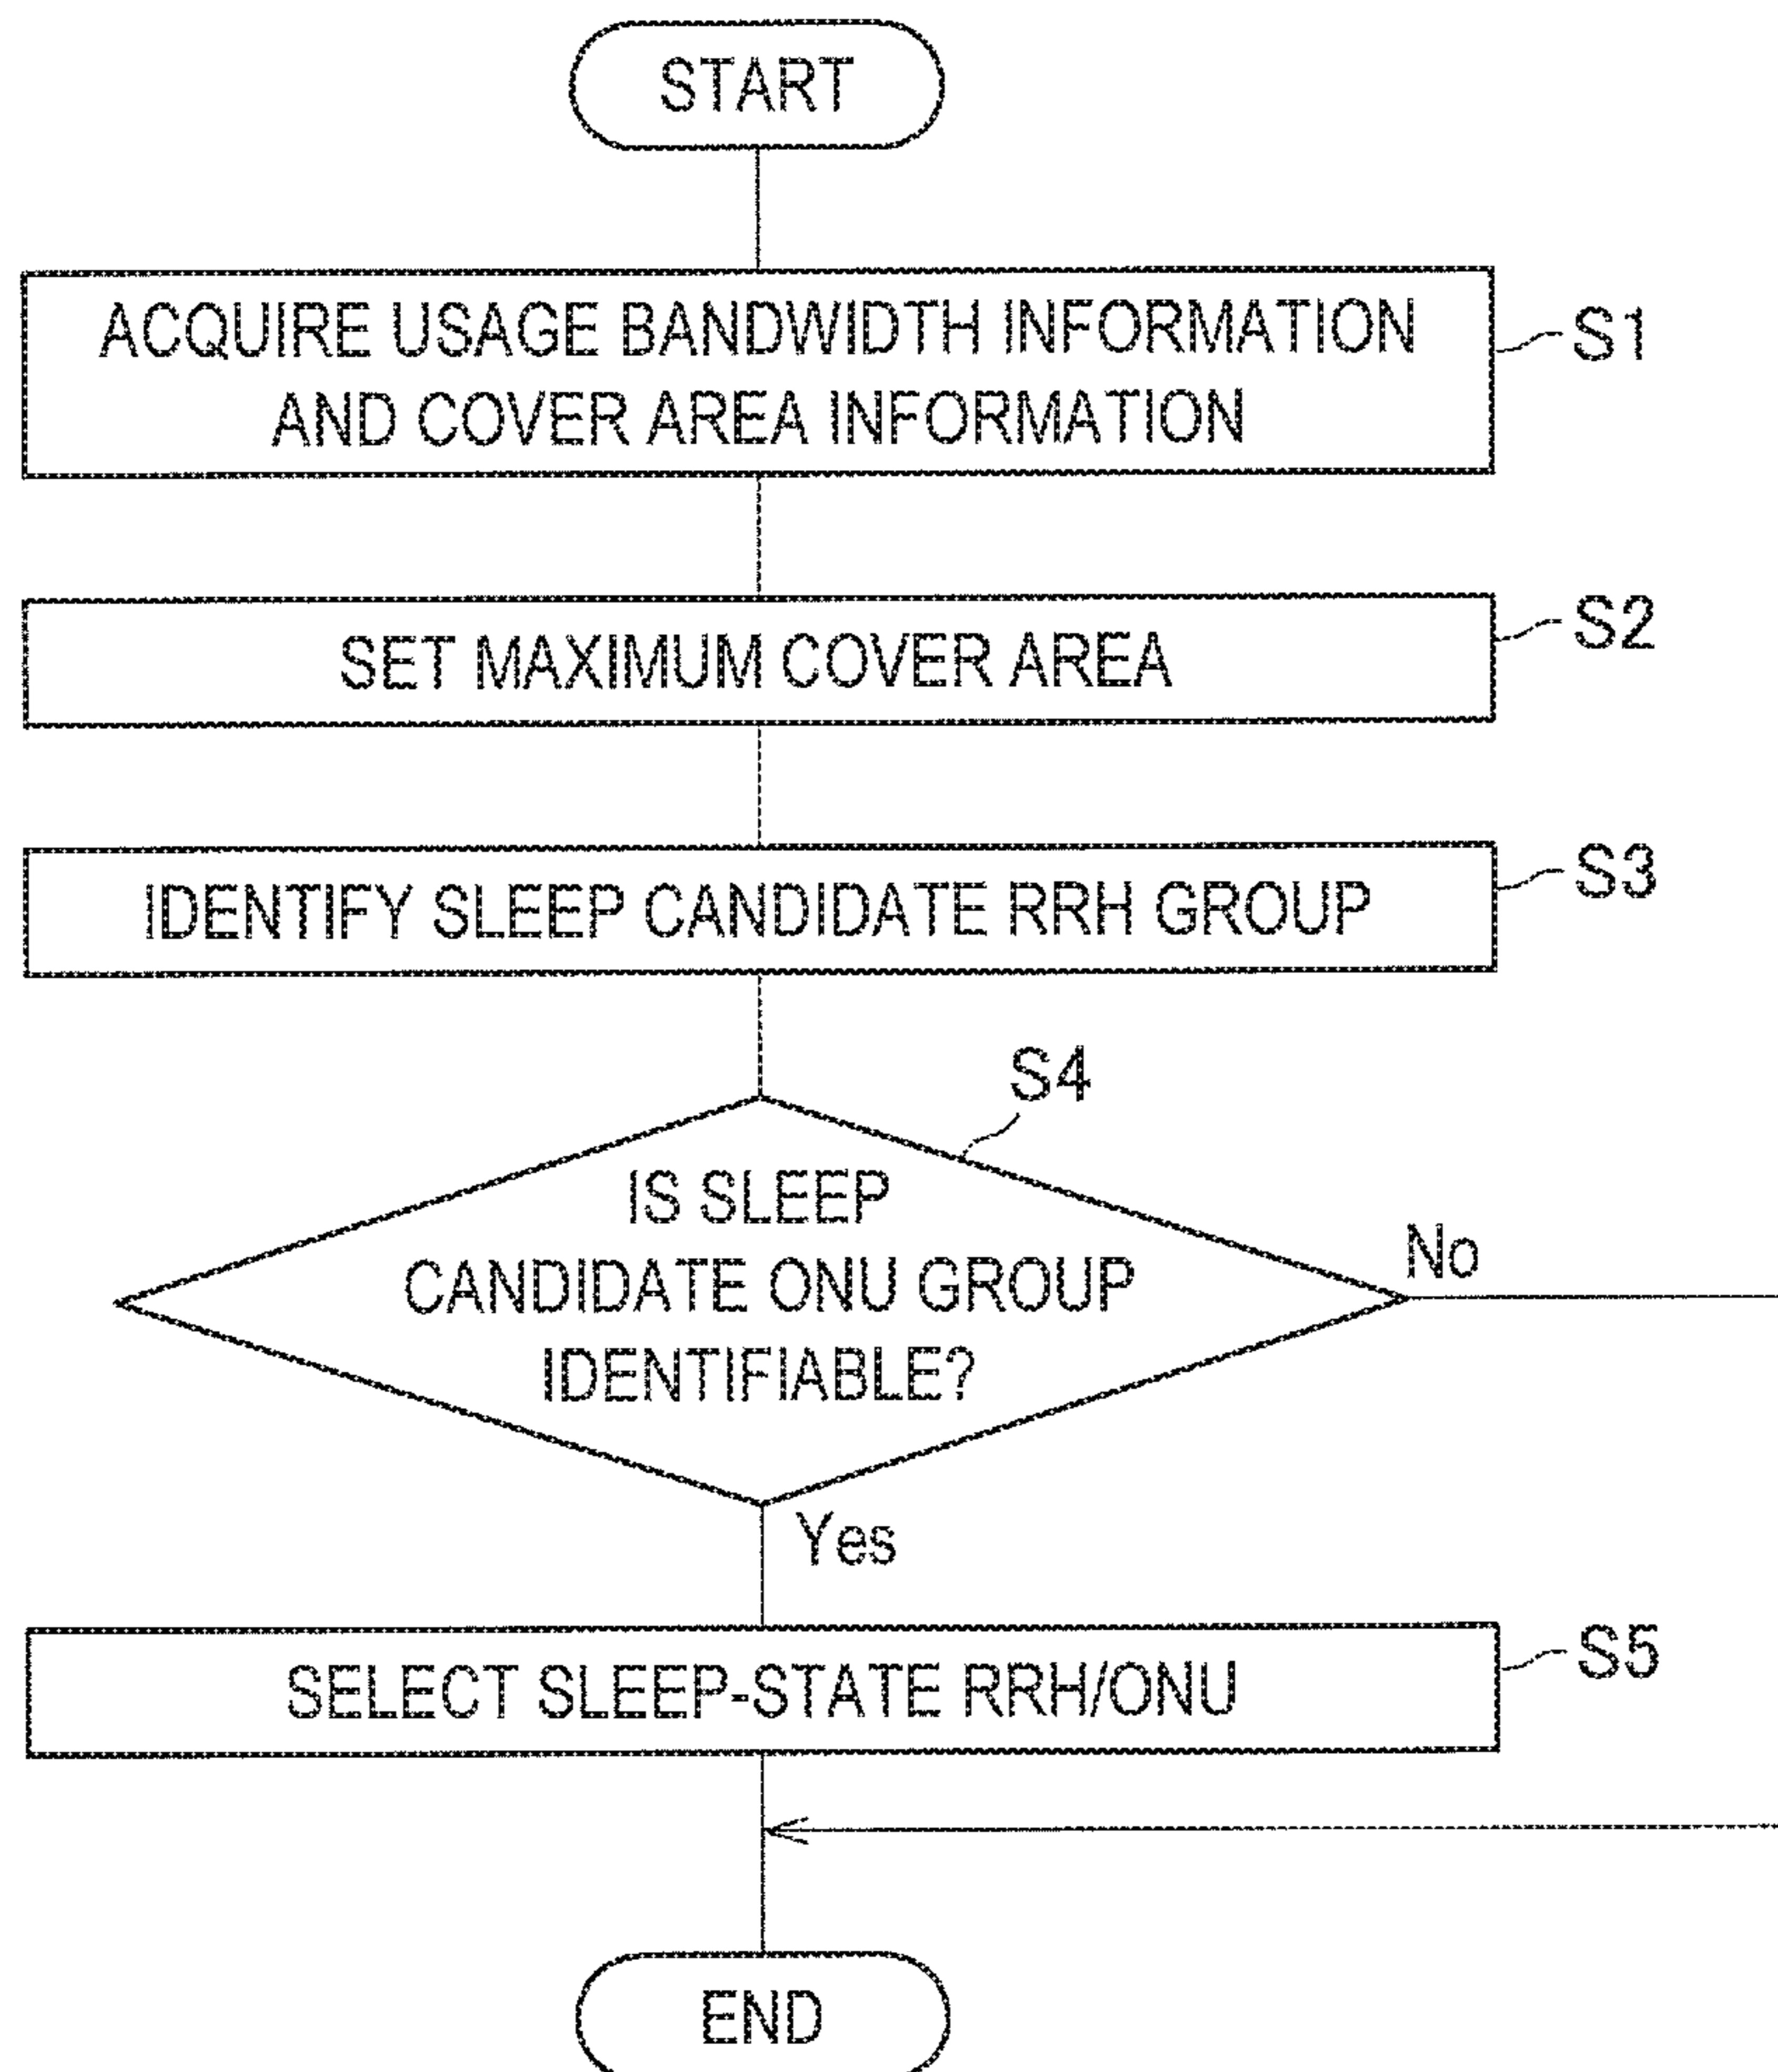 START
ACQUIRE USAGE BANDWIDTH INFORMATION
AND COVER AREA INFORMATION
S1
SET MAXIMUM COVER AREA
S2
IDENTIFY SLEEP CANDIDATE RRH GROUP
S3
S4
IS SLEEP
CANDIDATE ONU GROUP
IDENTIFIABLE?
No
Yes
SELECT SLEEP-STATE RRH/ONU
S5
END